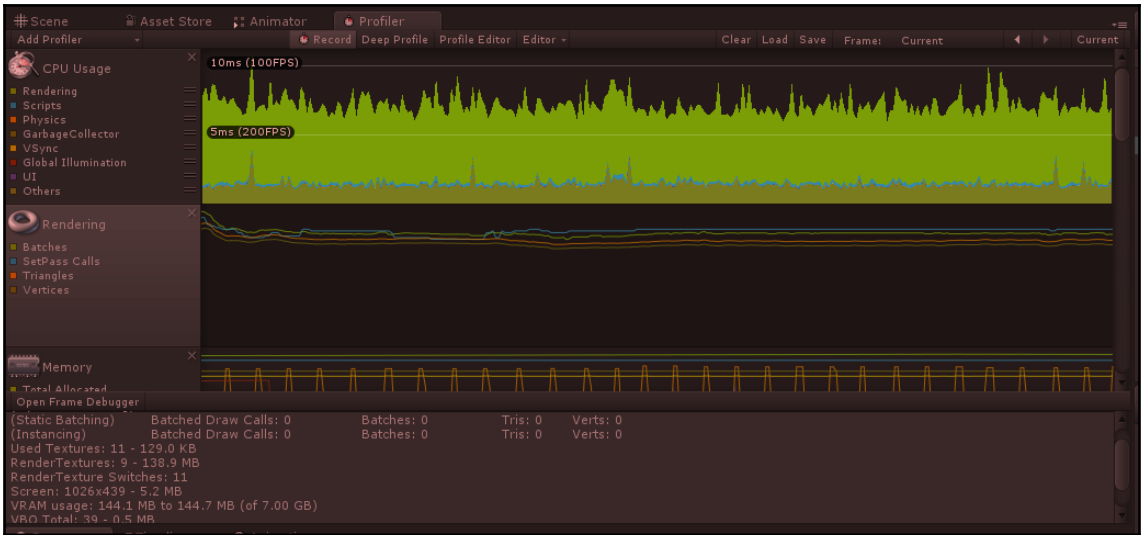 Scene Asset Store Animator Profiler
Add Profiler Record Deep Profile Profile Editor Editor Clear Load Save Frame: Current Current
CPU Usage
Rendering
Scripts
Physics
GarbageCollector
VSync
Global Illumination
UI
Others
10ms (100FPS)
5ms (200FPS)
Rendering
Batches
SetPass Calls
Triangles
Vertices
Memory
Total Allocated
Open Frame Debugger
(Static Batching) Batched Draw Calls: 0 Batches: 0 Tris: 0 Verts: 0
(Instancing) Batched Draw Calls: 0 Batches: 0 Tris: 0 Verts: 0
Used Textures: 11 - 129.0 KB
RenderTextures: 9 - 138.9 MB
RenderTexture Switches: 11
Screen: 1026x439 - 5.2 MB
VRAM usage: 144.1 MB to 144.7 MB (of 7.00 GB)
VBO Total: 39 - 0.5 MB